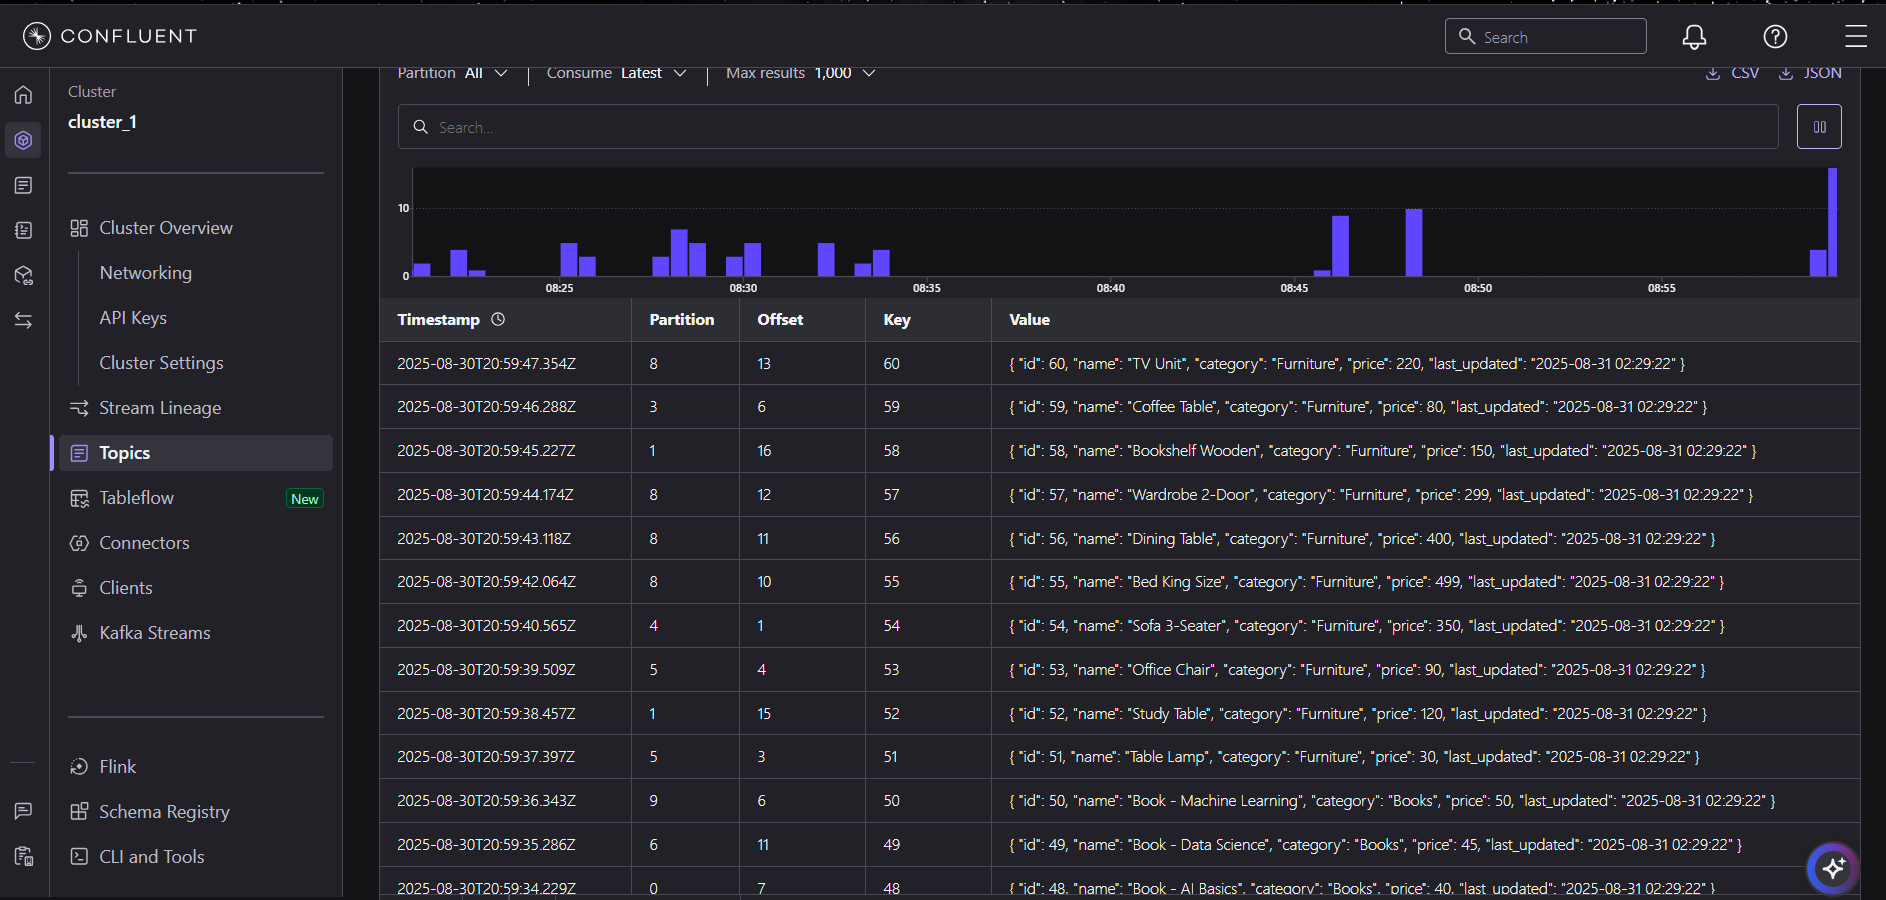 CONFLUENT
Search
Cluster
cluster_1
Cluster Overview
Networking
API Keys
Cluster Settings
Stream Lineage
Topics
Tableflow New
Connectors
Clients
Kafka Streams
Flink
Schema Registry
CLI and Tools
Partition All Consume Latest Max results 1,000 CSV JSON
Search...
10
0
08:25 08:30 08:35 08:40 08:45 08:50 08:55
Timestamp Partition Offset Key Value
2025-08-30T20:59:47.354Z 8 13 60 { "id": 60, "name": "TV Unit", "category": "Furniture", "price": 220, "last_updated": "2025-08-31 02:29:22" }
2025-08-30T20:59:46.288Z 3 6 59 { "id": 59, "name": "Coffee Table", "category": "Furniture", "price": 80, "last_updated": "2025-08-31 02:29:22" }
2025-08-30T20:59:45.227Z 1 16 58 { "id": 58, "name": "Bookshelf Wooden", "category": "Furniture", "price": 150, "last_updated": "2025-08-31 02:29:22" }
2025-08-30T20:59:44.174Z 8 12 57 { "id": 57, "name": "Wardrobe 2-Door", "category": "Furniture", "price": 299, "last_updated": "2025-08-31 02:29:22" }
2025-08-30T20:59:43.118Z 8 11 56 { "id": 56, "name": "Dining Table", "category": "Furniture", "price": 400, "last_updated": "2025-08-31 02:29:22" }
2025-08-30T20:59:42.064Z 8 10 55 { "id": 55, "name": "Bed King Size", "category": "Furniture", "price": 499, "last_updated": "2025-08-31 02:29:22" }
2025-08-30T20:59:40.565Z 4 1 54 { "id": 54, "name": "Sofa 3-Seater", "category": "Furniture", "price": 350, "last_updated": "2025-08-31 02:29:22" }
2025-08-30T20:59:39.509Z 5 4 53 { "id": 53, "name": "Office Chair", "category": "Furniture", "price": 90, "last_updated": "2025-08-31 02:29:22" }
2025-08-30T20:59:38.457Z 1 15 52 { "id": 52, "name": "Study Table", "category": "Furniture", "price": 120, "last_updated": "2025-08-31 02:29:22" }
2025-08-30T20:59:37.397Z 5 3 51 { "id": 51, "name": "Table Lamp", "category": "Furniture", "price": 30, "last_updated": "2025-08-31 02:29:22" }
2025-08-30T20:59:36.343Z 9 6 50 { "id": 50, "name": "Book - Machine Learning", "category": "Books", "price": 50, "last_updated": "2025-08-31 02:29:22" }
2025-08-30T20:59:35.286Z 6 11 49 { "id": 49, "name": "Book - Data Science", "category": "Books", "price": 45, "last_updated": "2025-08-31 02:29:22" }
2025-08-30T20:59:34.229Z 0 7 48 { "id": 48, "name": "Book - AI Basics", "category": "Books", "price": 40, "last_updated": "2025-08-31 02:29:22" }